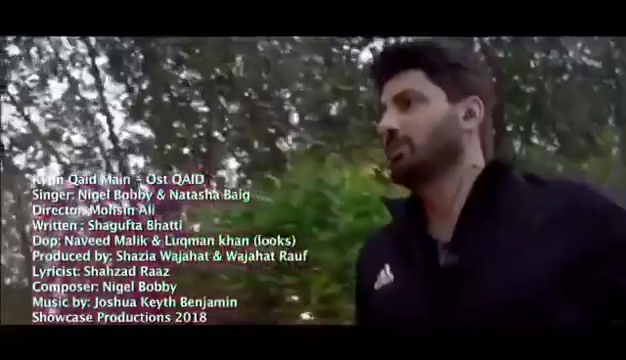 Kyun Qaid Main - Ost QAID
Singer: Nigel Bobby & Natasha Baig
Director: Mohsin Ali
Written : Shagufta Bhatti
Dop: Naveed Malik & Luqman khan (looks)
Produced by: Shazia Wajahat & Wajahat Rauf
Lyricist: Shahzad Raaz
Composer: Nigel Bobby
Music by: Joshua Keyth Benjamin
Showcase Productions 2018